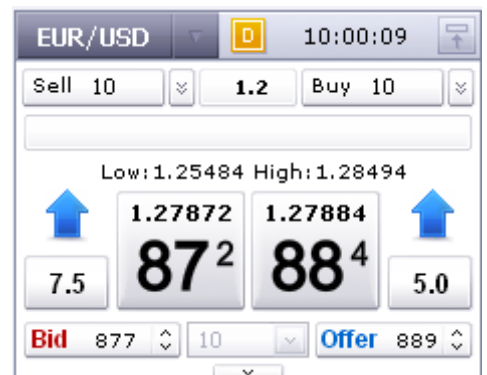 EUR/USD D 10:00:09
Sell 10 1.2 Buy 10
Low:1.25484 High:1.28494
1.27872 1.27884
7.5 87 2 88 4 5.0
Bid 877 10 Offer 889